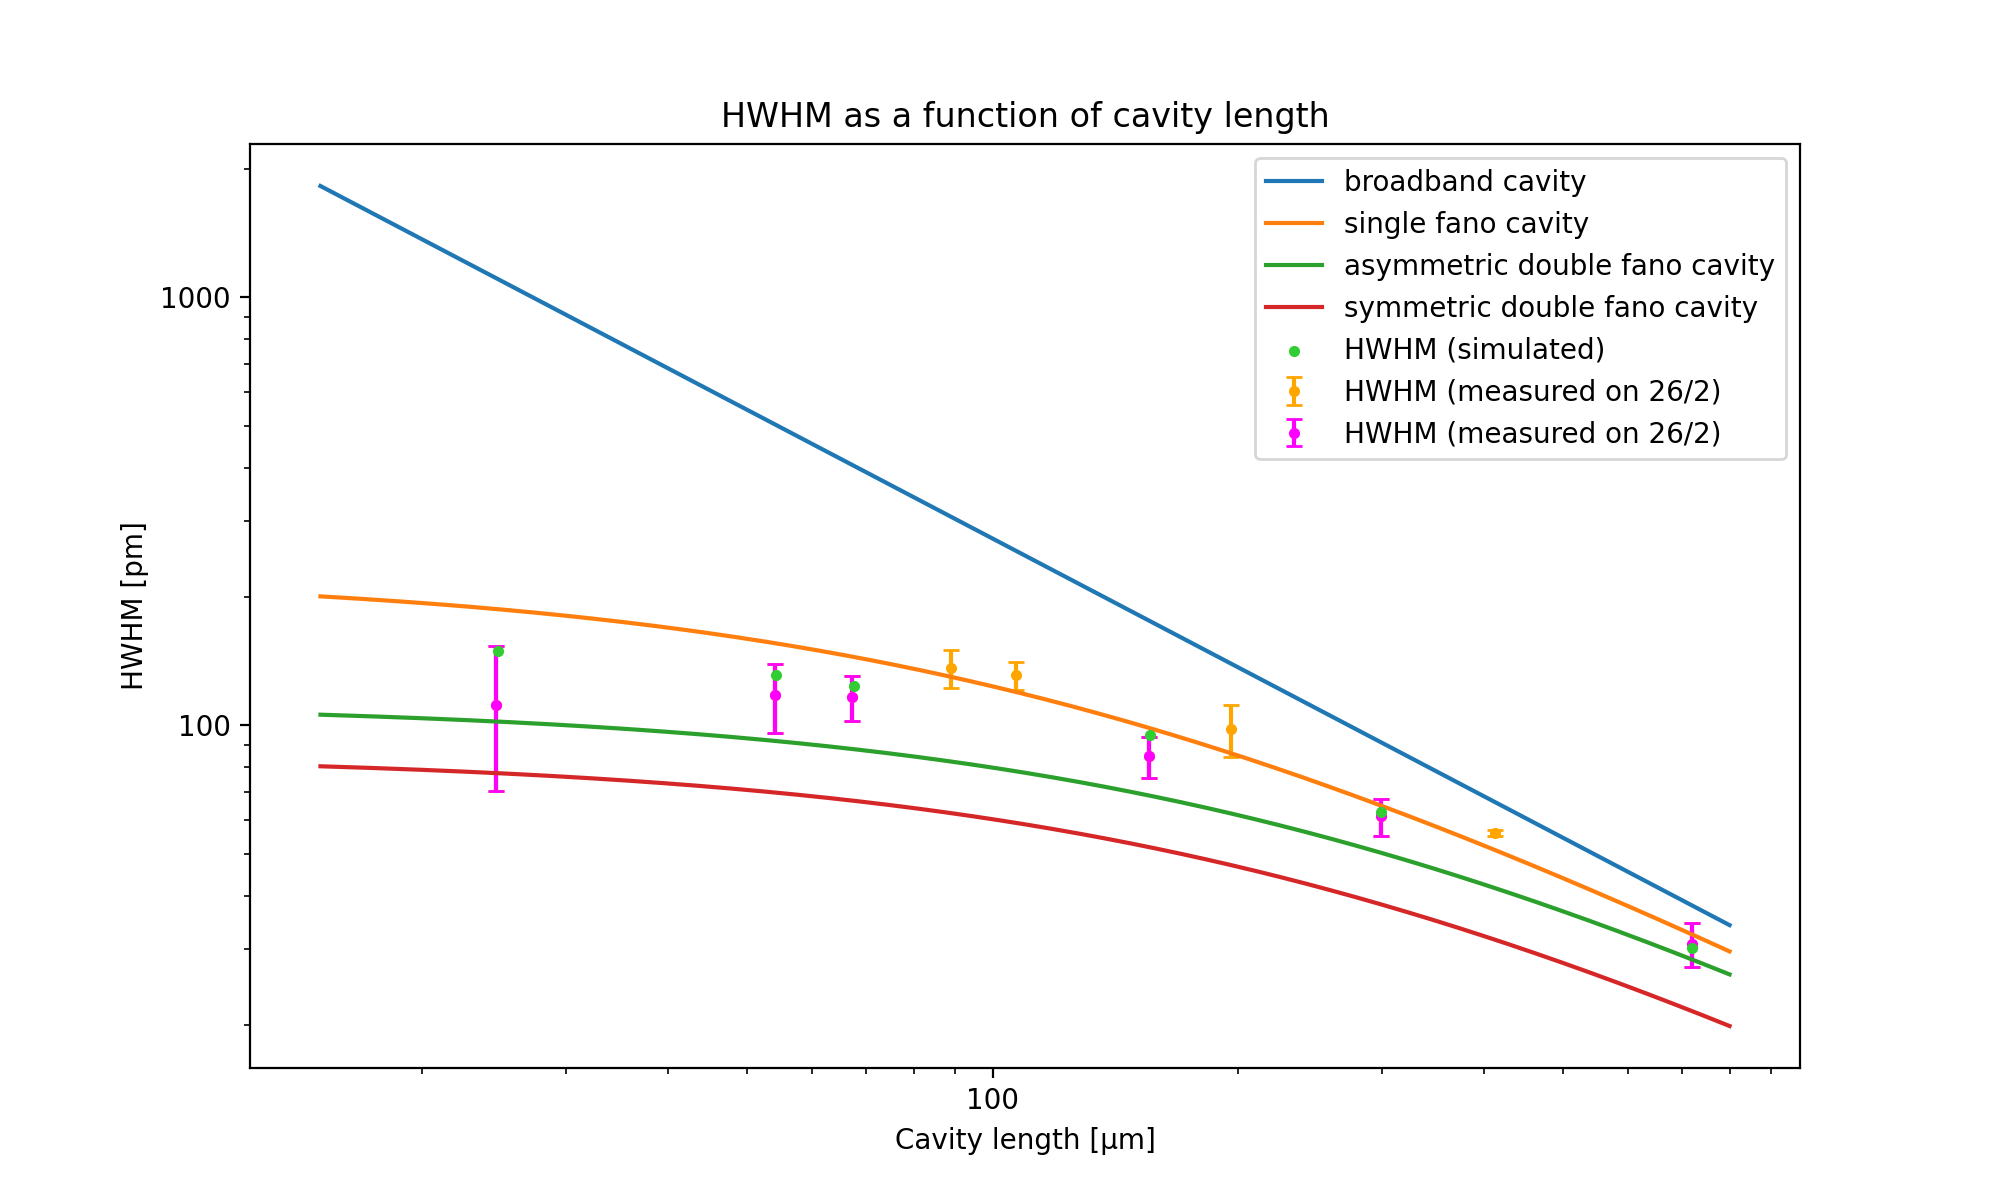 HWHM as a function of cavity length
broadband cavity
single fano cavity
asymmetric double fano cavity
symmetric double fano cavity
HWHM (simulated)
HWHM (measured on 26/2)
HWHM (measured on 26/2)
HWHM [pm]
1000
100
100
Cavity length [μm]